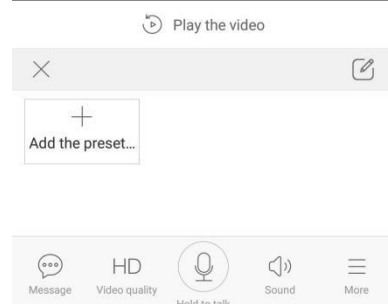 Play the video
Add the preset...
HD
Message
Video quality
Hold to talk
Sound
More